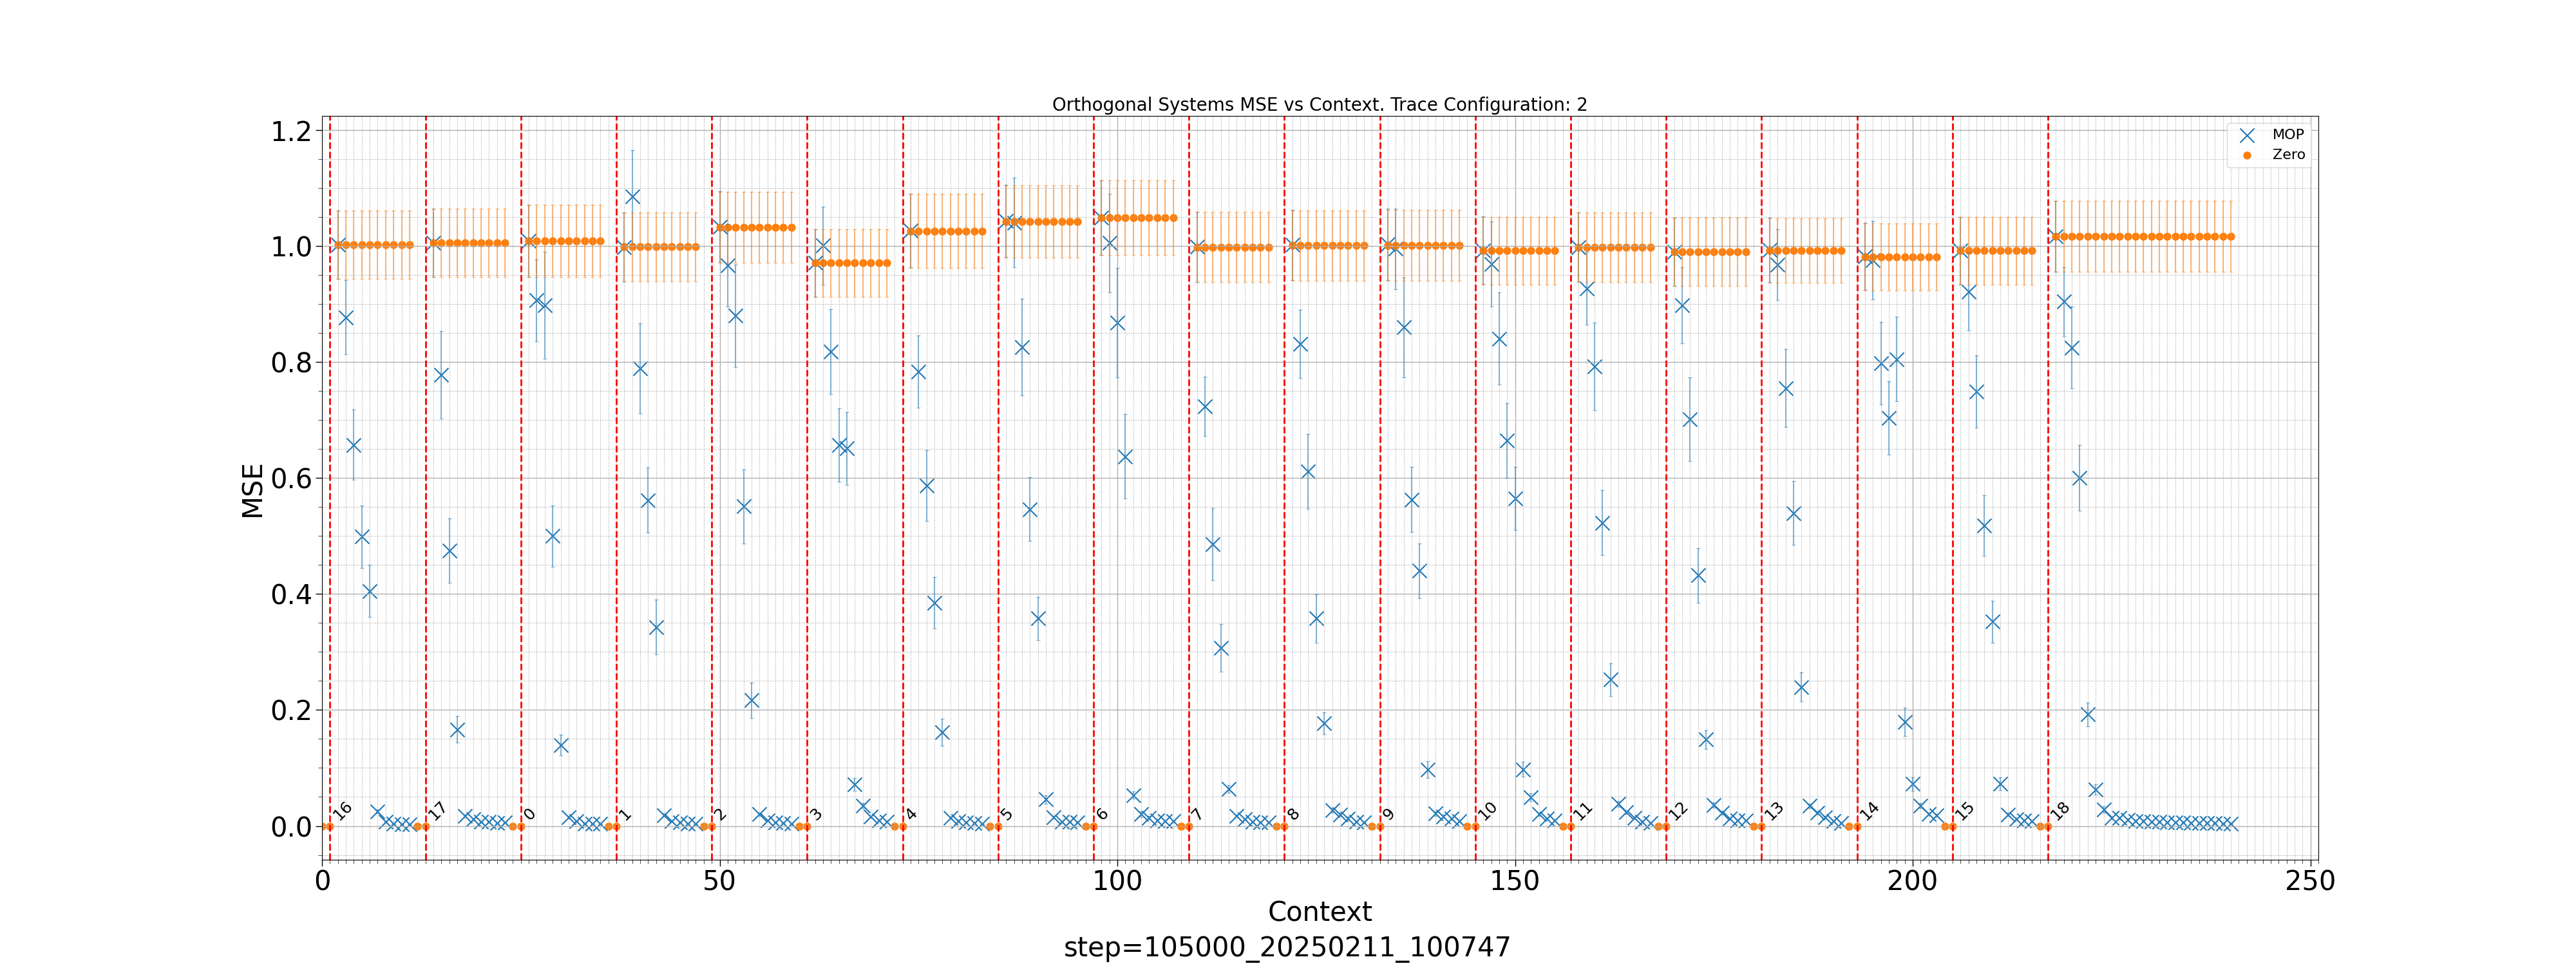 Orthogonal Systems MSE vs Context. Trace Configuration: 2
MOP
Zero
MSE
1.2
1.0
0.8
0.6
0.4
0.2
0.0
16 17 0 1 2 3 4 5 6 7 8 9 10 11 12 13 14 15 18
0 50 100 150 200 250
Context
step=105000_20250211_100747